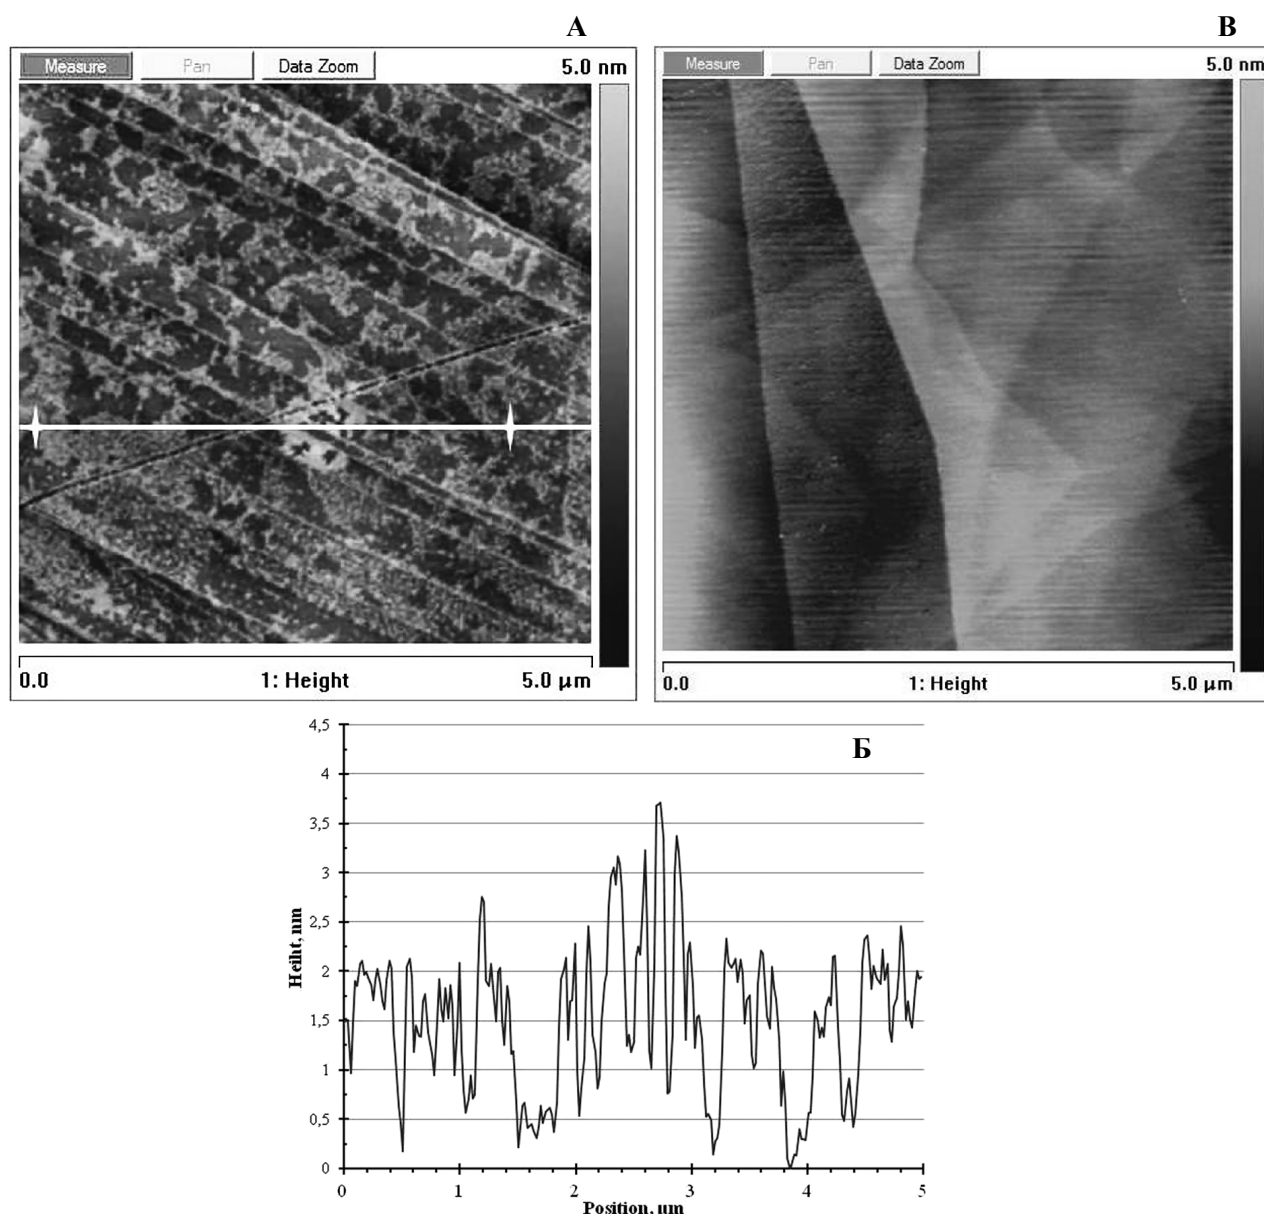 А
В
Measure Pan Data Zoom 5.0 nm
Measure Pan Data Zoom 5.0 nm
0.0 1: Height 5.0 µm
0.0 1: Height 5.0 µm
Б
4,5
4
3,5
3
2,5
2
1,5
1
0,5
0
Heiht, nm
0 1 2 3 4 5
Position, µm